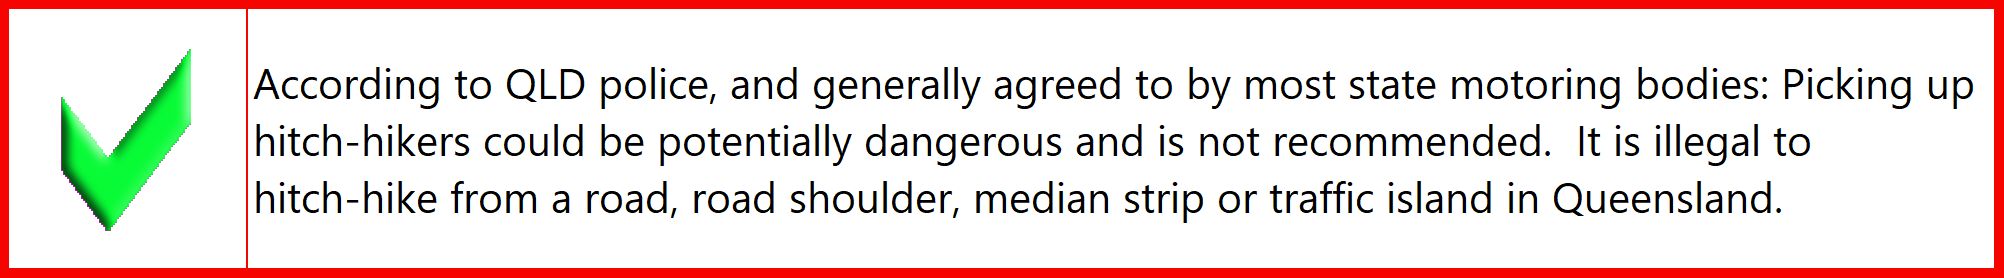 According to QLD police, and generally agreed to by most state motoring bodies: Picking up
hitch-hikers could be potentially dangerous and is not recommended.  It is illegal to
hitch-hike from a road, road shoulder, median strip or traffic island in Queensland.